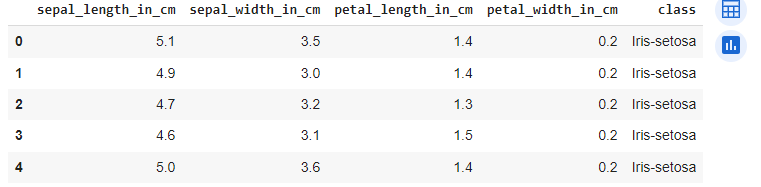 sepal_length_in_cm sepal_width_in_cm petal_length_in_cm petal_width_in_cm class
0 5.1 3.5 1.4 0.2 Iris-setosa
1 4.9 3.0 1.4 0.2 Iris-setosa
2 4.7 3.2 1.3 0.2 Iris-setosa
3 4.6 3.1 1.5 0.2 Iris-setosa
4 5.0 3.6 1.4 0.2 Iris-setosa